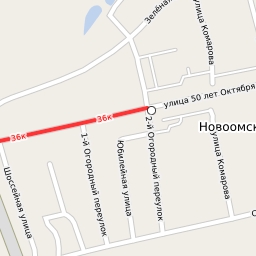 Зелёная
улица Комарова
36к
улица 50 лет Октября
36к
Новоомск
1-й Огородный переулок
Юбилейная улица
2-й Огородный переулок
улица Комарова
Шоссейная улица